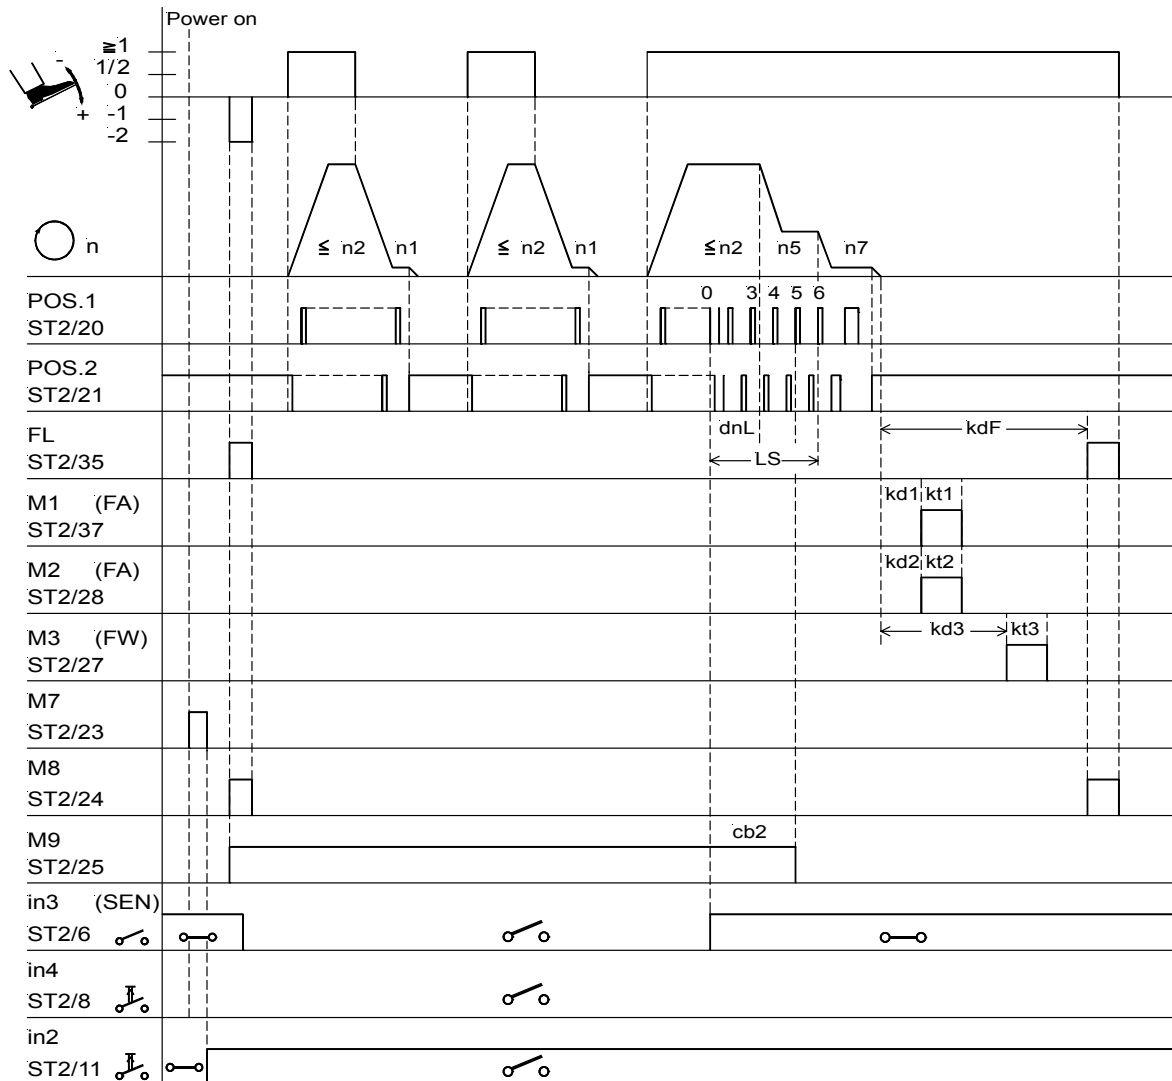 Power on
≧1
- 1/2
0
+ -1
-2
n
≦ n2 n1 ≦ n2 n1 ≦ n2 n5 n7
POS.1
ST2/20
0 3 4 5 6
POS.2
ST2/21
FL
ST2/35
dnL
LS
kdF
M1 (FA)
ST2/37
kd1 kt1
M2 (FA)
ST2/28
kd2 kt2
M3 (FW)
ST2/27
kd3 kt3
M7
ST2/23
M8
ST2/24
M9
ST2/25
cb2
in3 (SEN)
ST2/6
in4
ST2/8
in2
ST2/11